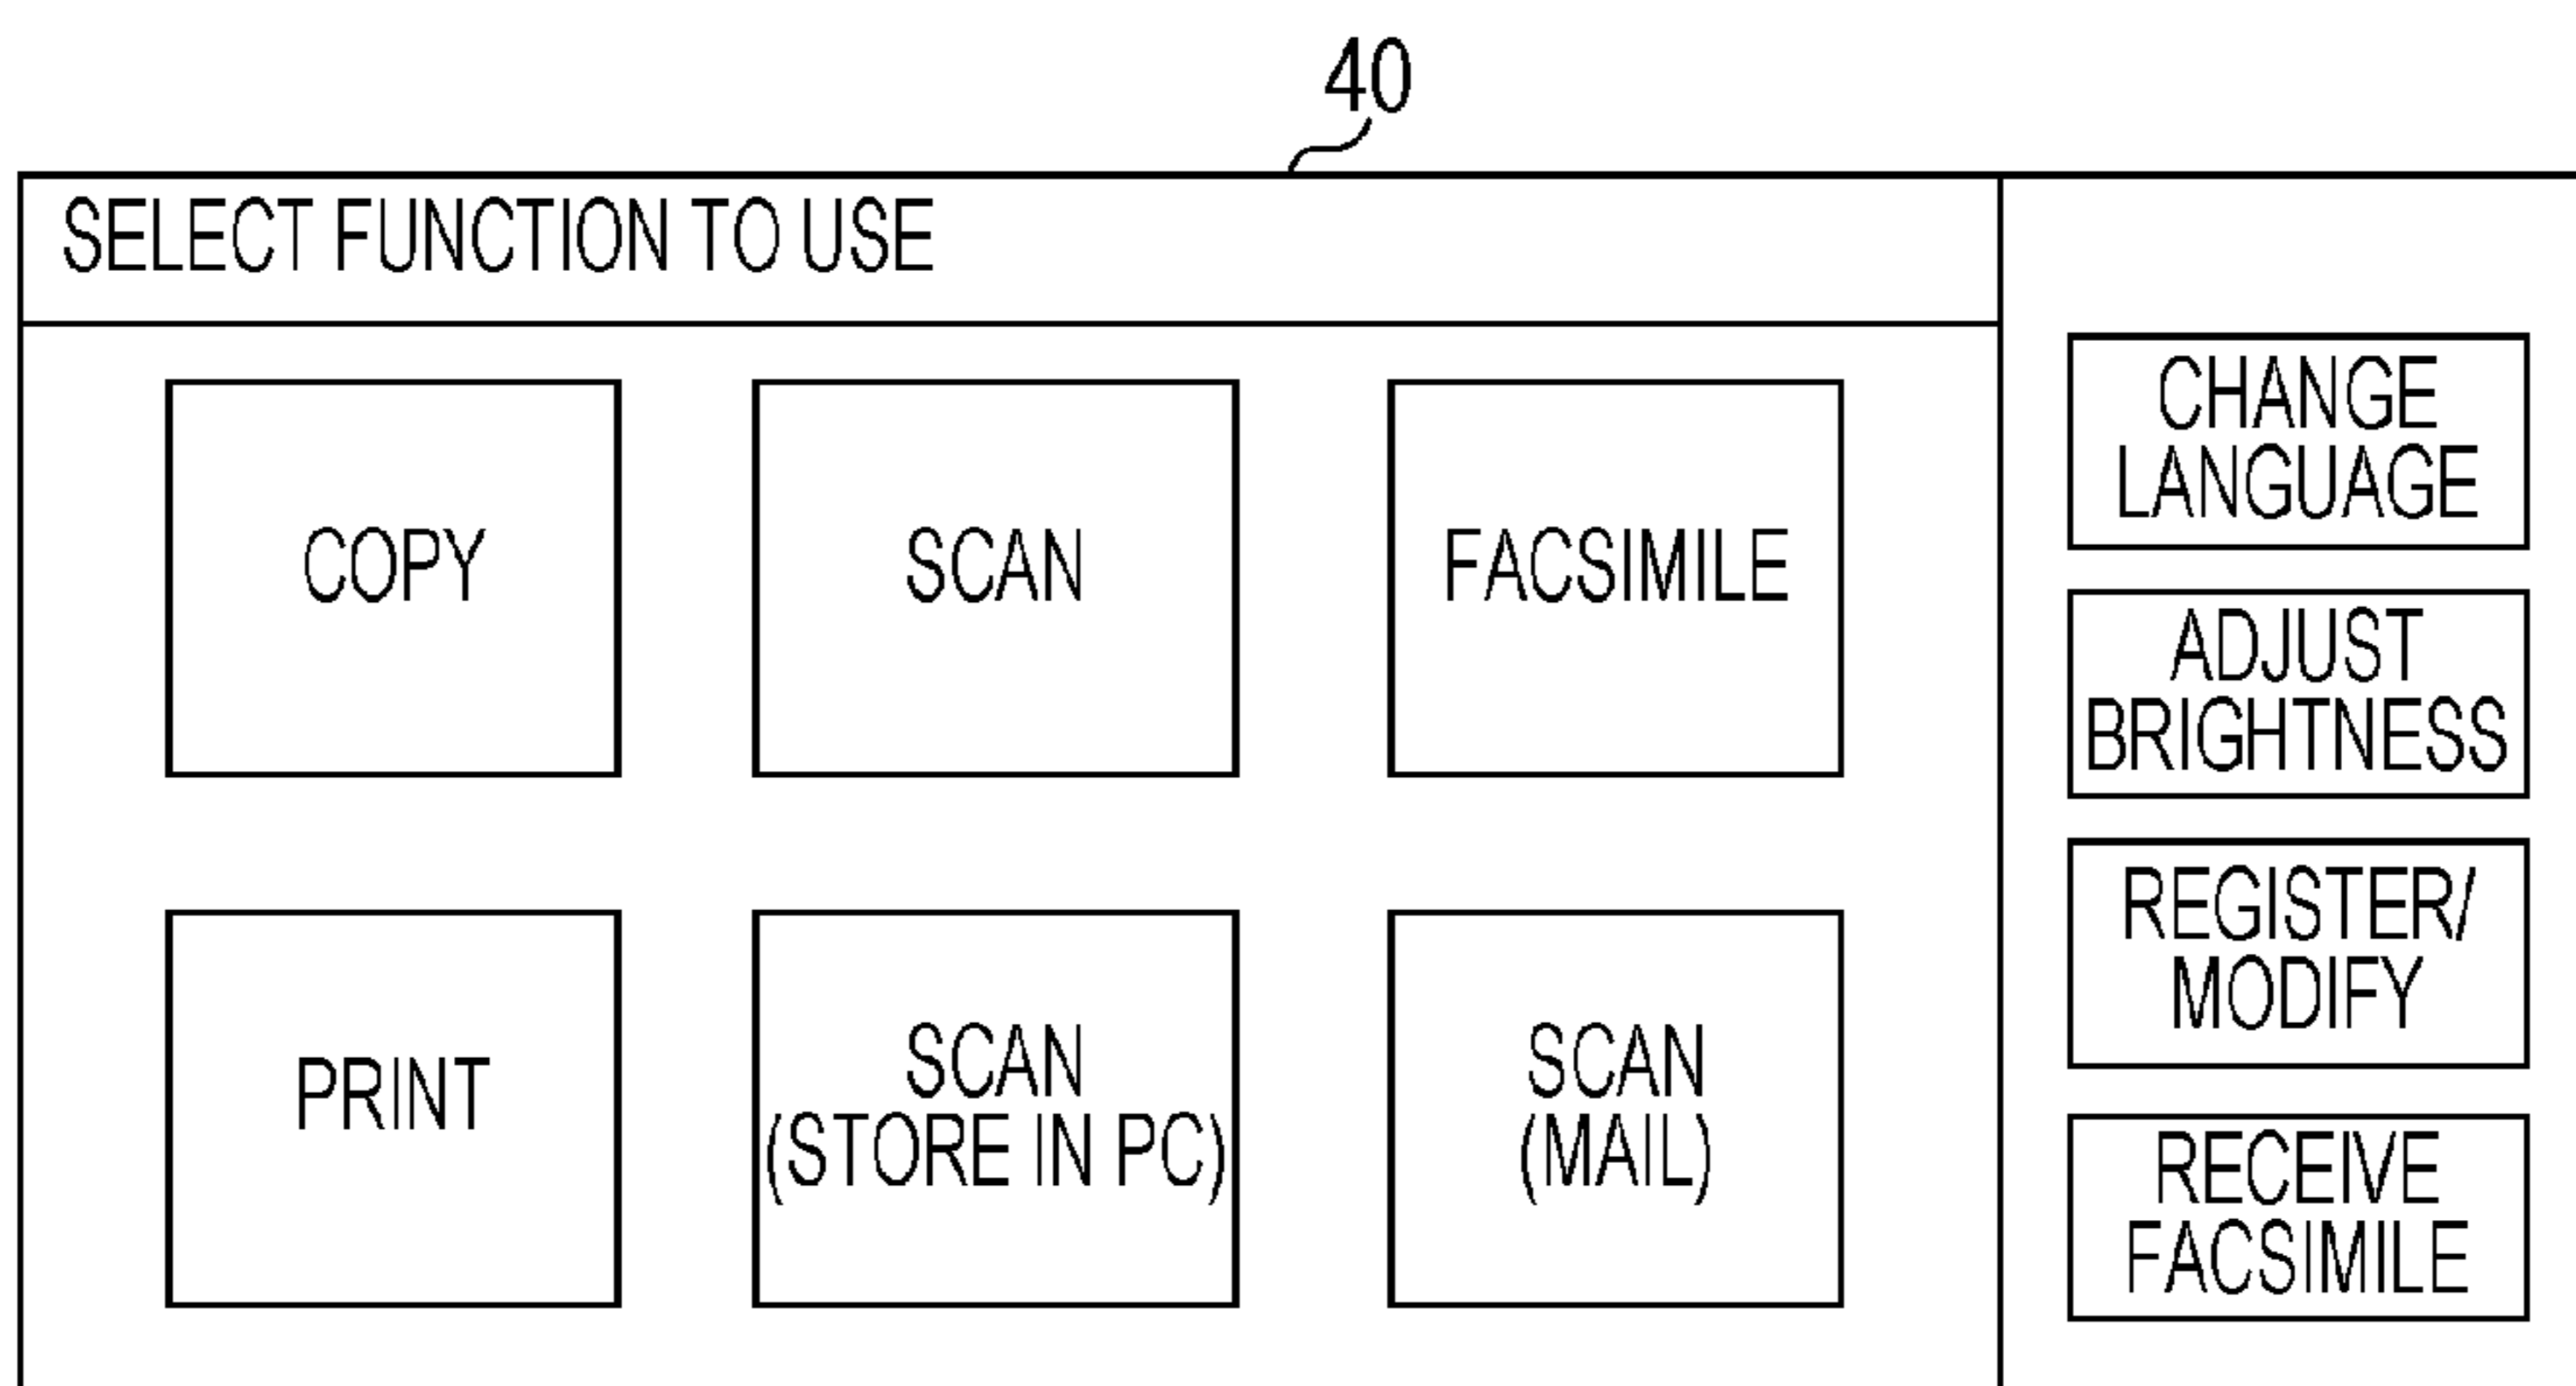 40
SELECT FUNCTION TO USE
COPY
SCAN
FACSIMILE
PRINT
SCAN
(STORE IN PC)
SCAN
(MAIL)
CHANGE
LANGUAGE
ADJUST
BRIGHTNESS
REGISTER/
MODIFY
RECEIVE
FACSIMILE